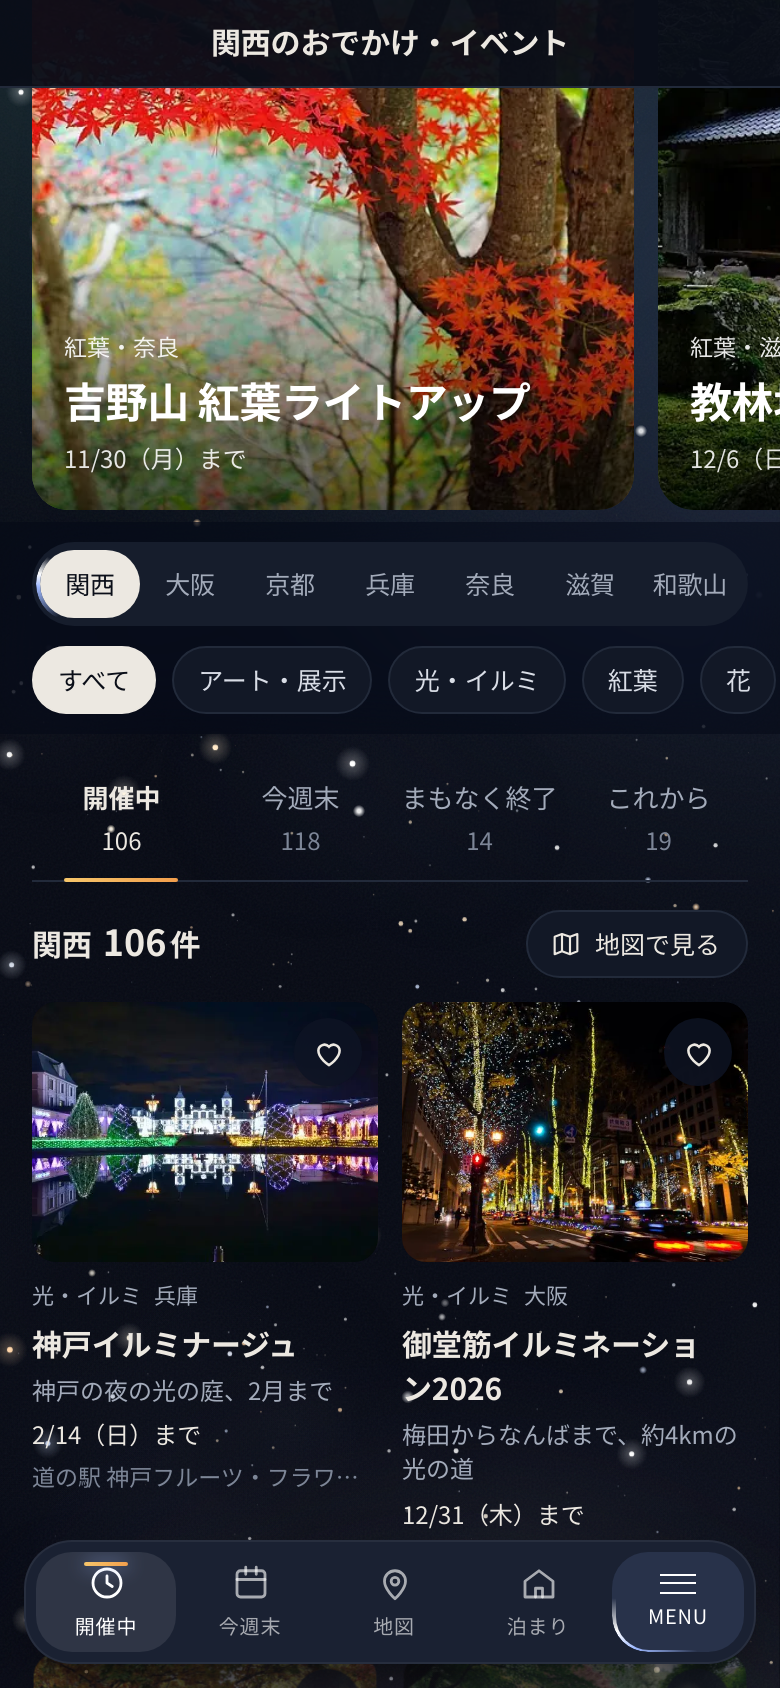 関西のおでかけ・イベント
紅葉・奈良
吉野山 紅葉ライトアップ
11/30（月）まで
紅葉・滋
教林
12/6（日
関西 大阪 京都 兵庫 奈良 滋賀 和歌山
すべて アート・展示 光・イルミ 紅葉 花
開催中 今週末 まもなく終了 これから
106 118 14 19
関西 106件
地図で見る
光・イルミ 兵庫
神戸イルミナージュ
神戸の夜の光の庭、2月まで
2/14（日）まで
道の駅 神戸フルーツ・フラワ…
光・イルミ 大阪
御堂筋イルミネーショ
ン2026
梅田からなんばまで、約4kmの
光の道
12/31（木）まで
開催中 今週末 地図 泊まり MENU